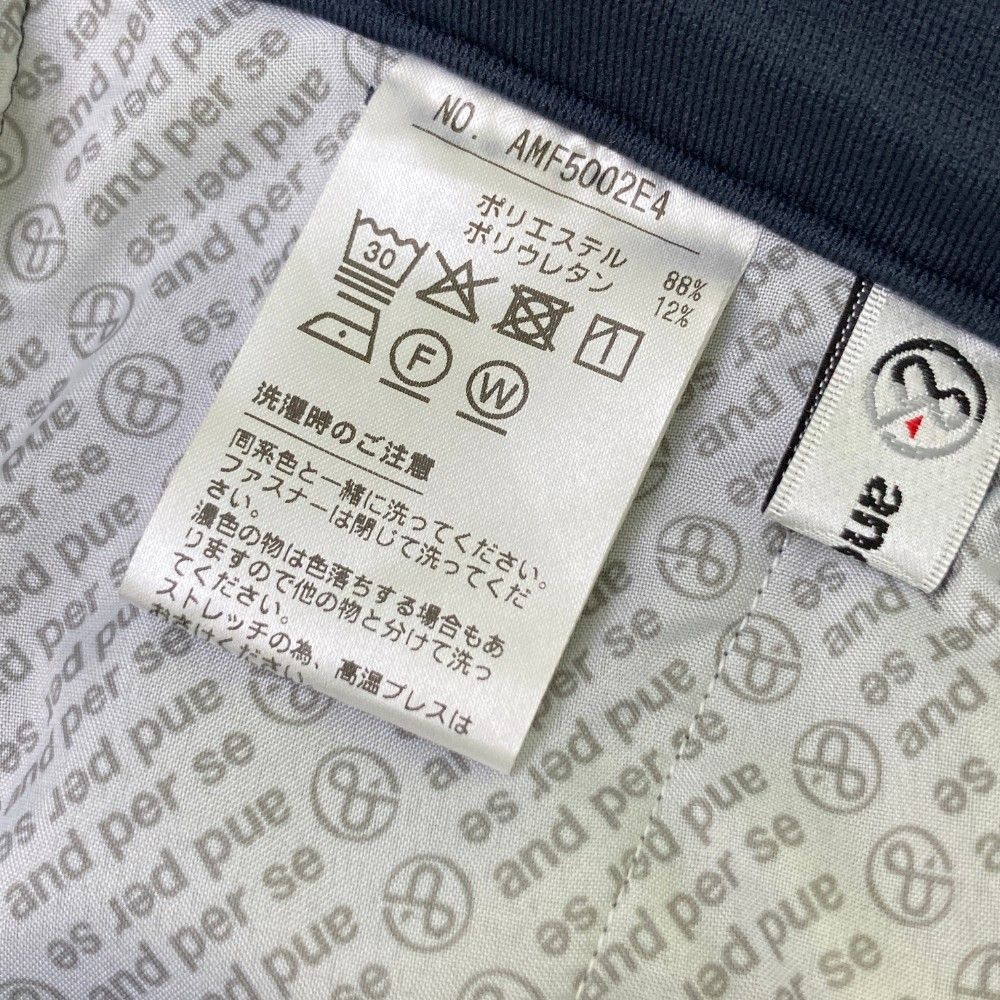 NO. AMF5002E4
ポリエステル 88%
ポリウレタン 12%
30
F
W
洗濯時のご注意
同系色と一緒に洗ってください。
ファスナーは閉じて洗ってくだ
さい。
濃色の物は色落ちする場合もあ
りますので他の物と分けて洗っ
てください。
ストレッチの為、高温プレスは
おさけください。
and
and per se
and per se
and per se
and per se
and per se
and per se
and per se
and per se